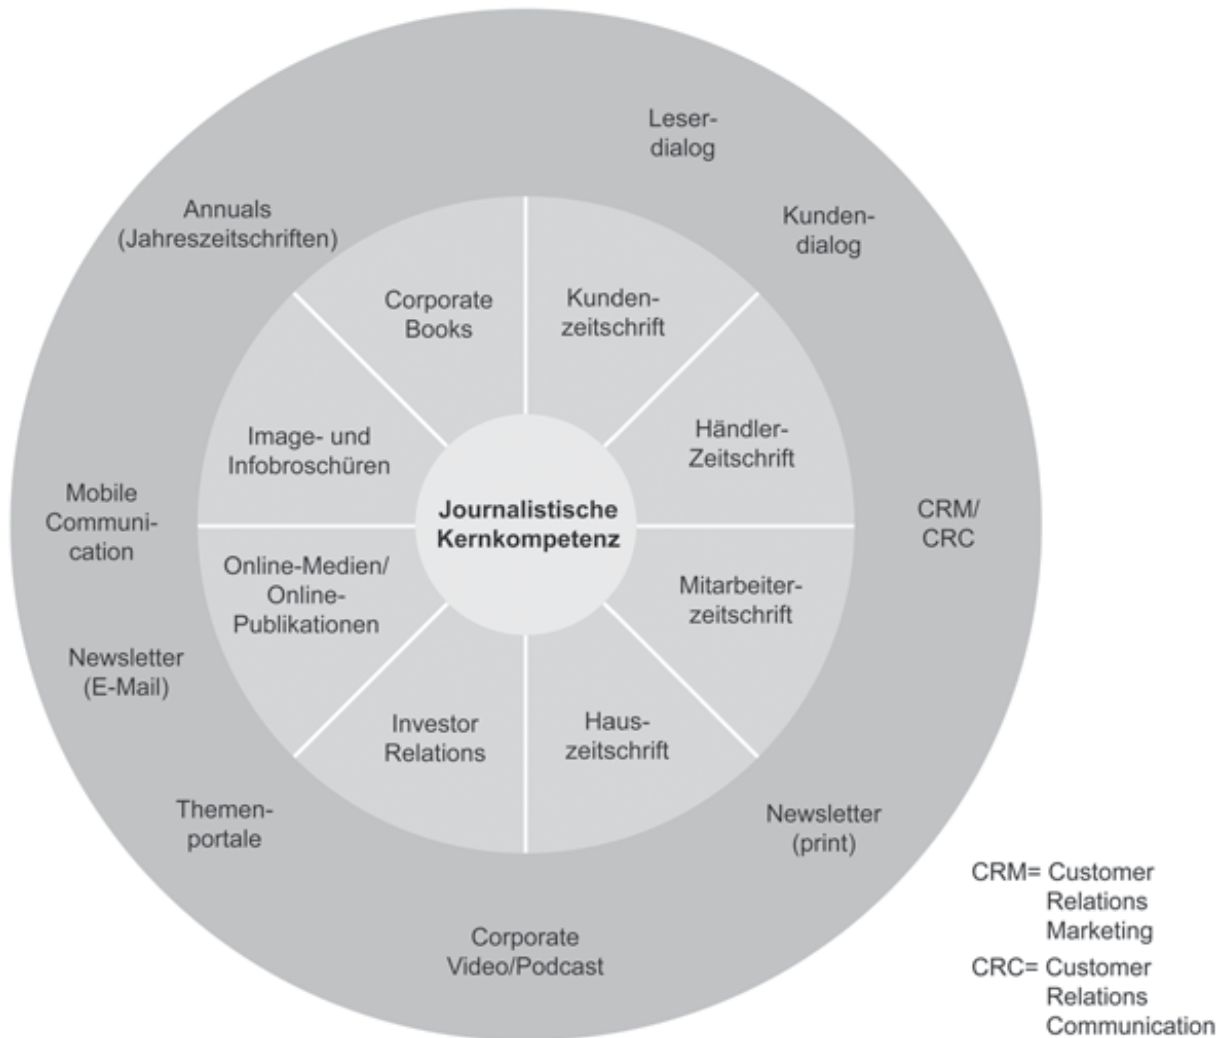 Leser-
dialog
Annuals
(Jahreszeitschriften)
Kunden-
dialog
Corporate
Books
Kunden-
zeitschrift
Image- und
Infobroschüren
Händler-
Zeitschrift
Mobile
Communi-
cation
Journalistische
Kernkompetenz
CRM/
CRC
Online-Medien/
Online-
Publikationen
Mitarbeiter-
zeitschrift
Newsletter
(E-Mail)
Investor
Relations
Haus-
zeitschrift
Themen-
portale
Newsletter
(print)
Corporate
Video/Podcast
CRM= Customer
Relations
Marketing
CRC= Customer
Relations
Communication